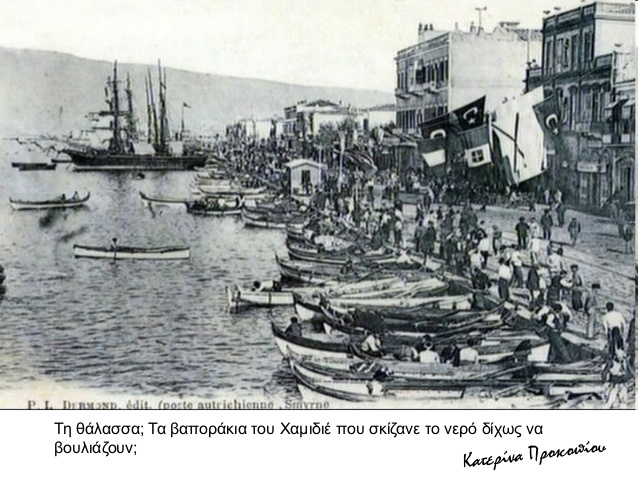 P. L. DERMOND, édit. (poste autrichienne, Smyrne
Τη θάλασσα; Τα βαποράκια του Χαμιδιέ που σκίζανε το νερό δίχως να
βουλιάζουν;
Κατερίνα Προκοπίου